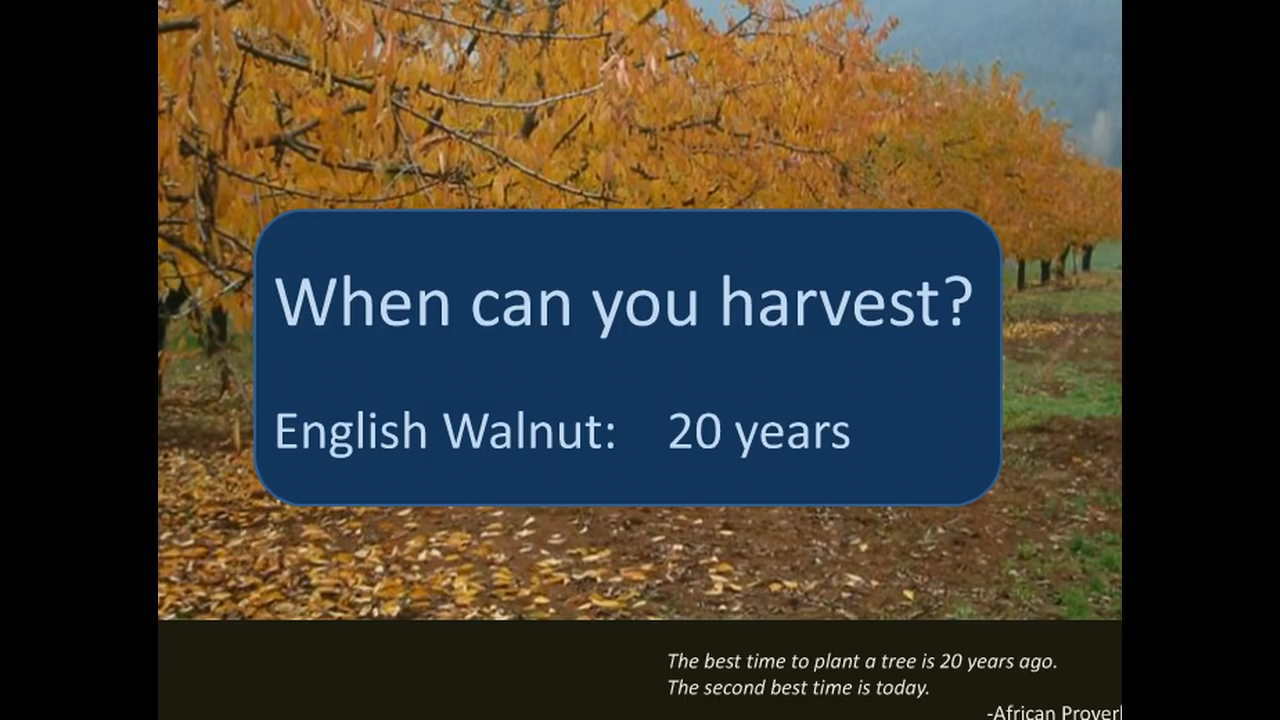 When can you harvest?
English Walnut: 20 years
The best time to plant a tree is 20 years ago.
The second best time is today.
-African Proverb